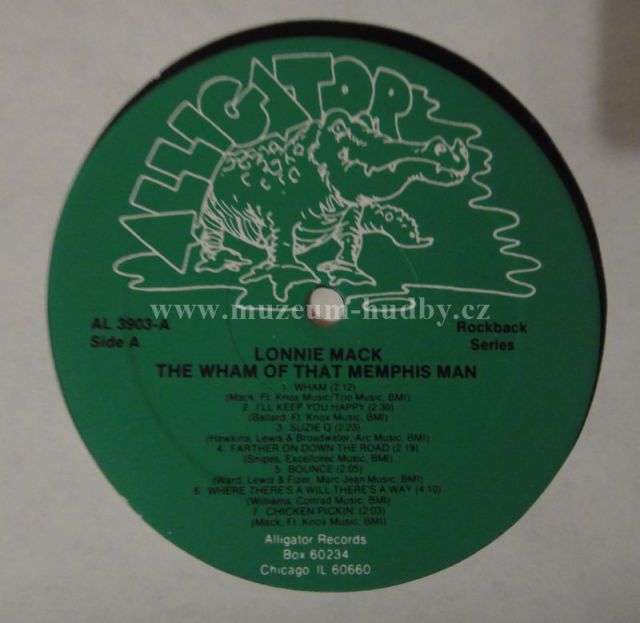 ALLIGATOR
www.muzeum-hudby.cz
AL 3903-A
Side A
Rockback
Series
LONNIE MACK
THE WHAM OF THAT MEMPHIS MAN
1. WHAM (2:12)
(Mack, Ft. Knox Music/Trio Music, BMI)
2. I'LL KEEP YOU HAPPY (2:30)
(Ballard, Ft. Knox Music, BMI)
3. SUZIE Q (2:23)
(Hawkins, Lewis & Broadwater, Arc Music, BMI)
4. FARTHER ON DOWN THE ROAD (2:19)
(Snipes, Excellorec Music, BMI)
5. BOUNCE (2:05)
(Ward, Lewis & Fizer, Marc Jean Music, BMI)
6. WHERE THERE'S A WILL THERE'S A WAY (4:10)
(Williams, Conrad Music, BMI)
7. CHICKEN PICKIN' (2:03)
(Mack, Ft. Knox Music, BMI)
Alligator Records
Box 60234
Chicago IL 60660